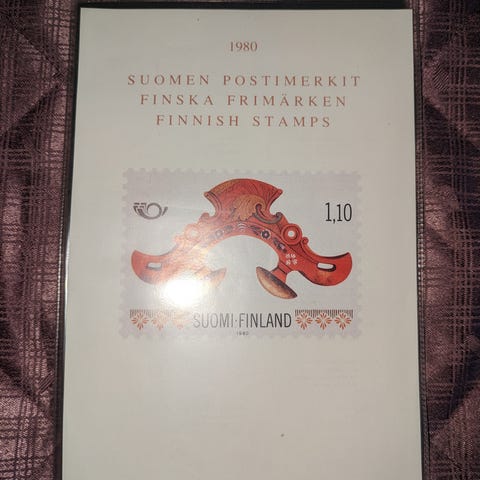 1980
SUOMEN POSTIMERKIT
FINSKA FRIMÄRKEN
FINNISH STAMPS
1,10
SUOMI·FINLAND
1980